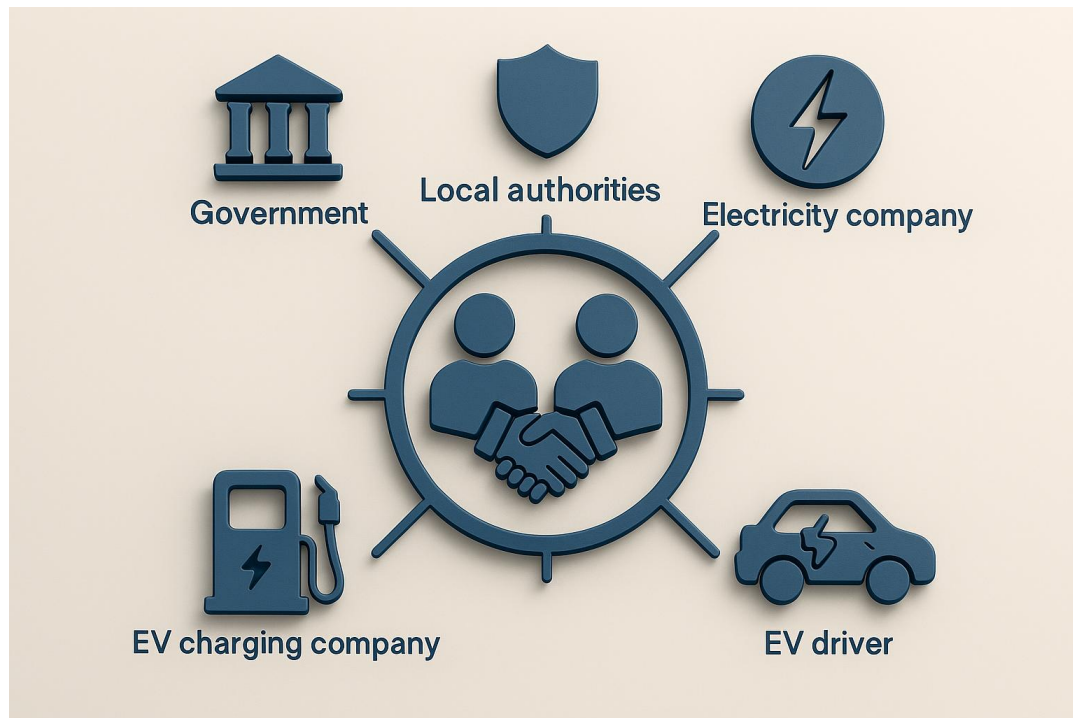 Government
Local authorities
Electricity company
EV charging company
EV driver